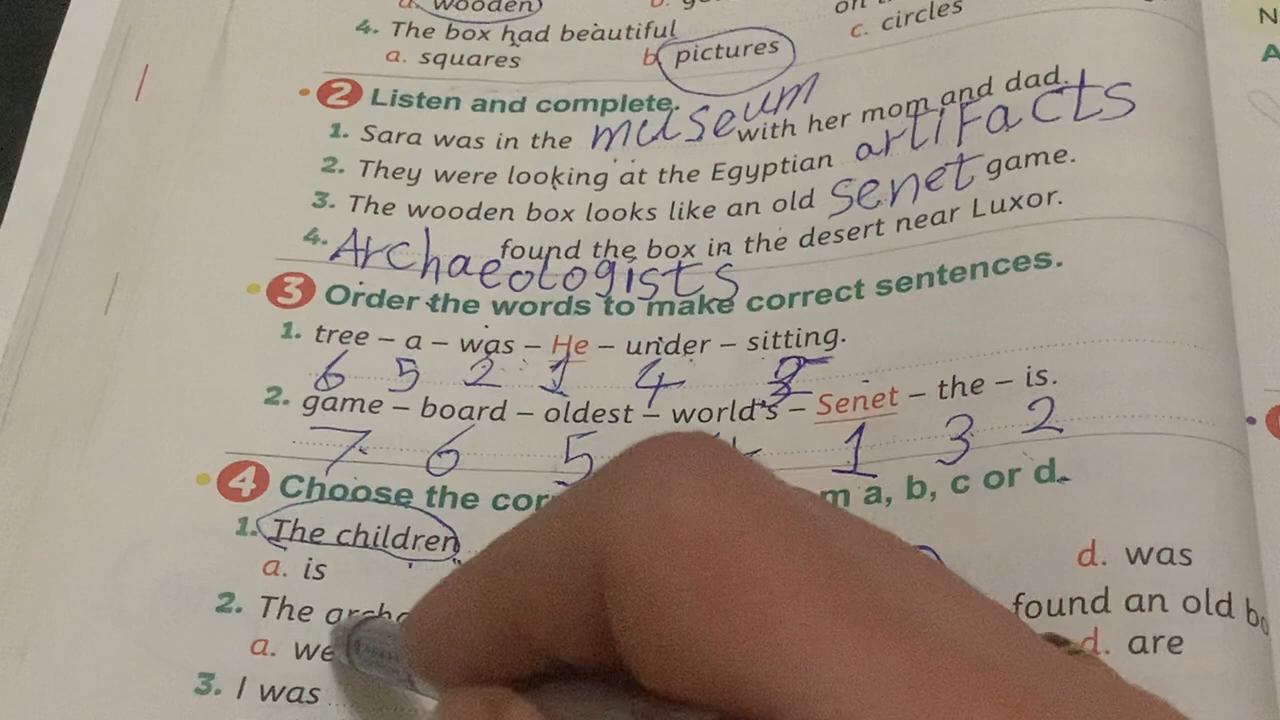 a. wooden
4. The box had beautiful
a. squares b. pictures c. circles
2 Listen and complete.
1. Sara was in the museum with her mom and dad.
2. They were looking at the Egyptian artifacts
3. The wooden box looks like an old senet game.
4. Archaeologists found the box in the desert near Luxor.
3 Order the words to make correct sentences.
1. tree – a – was – He – under – sitting.
6 5 2 1 4 3
2. game – board – oldest – world's – Senet – the – is.
7 6 5 1 3 2
4 Choose the cor m a, b, c or d.
1. The children
a. is d. was
2. The archa found an old bo
a. we d. are
3. I was